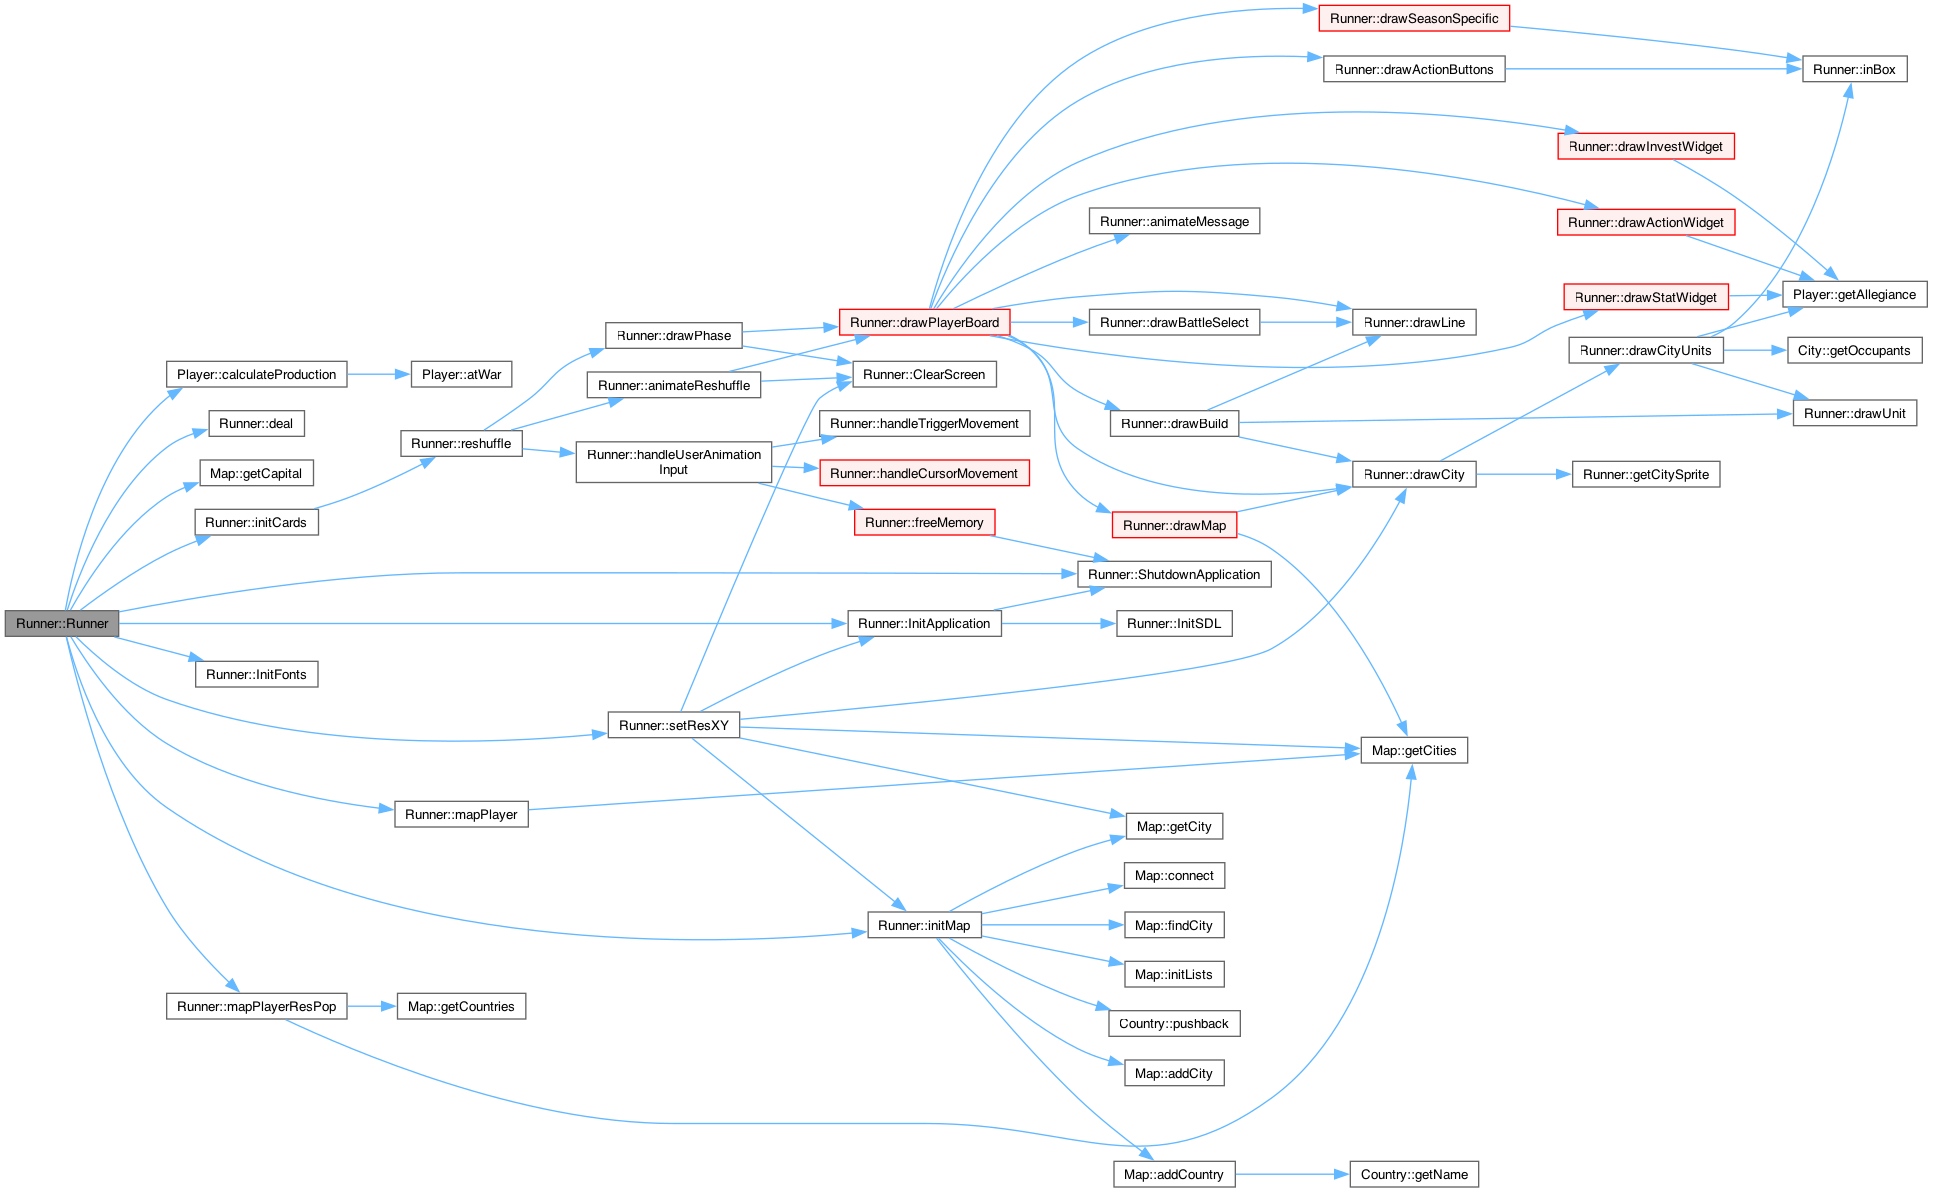 Runner::drawSeasonSpecific
Runner::drawActionButtons
Runner::inBox
Runner::drawInvestWidget
Runner::animateMessage
Runner::drawActionWidget
Player::getAllegiance
Runner::drawStatWidget
Runner::drawPhase
Runner::drawPlayerBoard
Runner::drawBattleSelect
Runner::drawLine
Runner::drawCityUnits
City::getOccupants
Player::calculateProduction
Player::atWar
Runner::animateReshuffle
Runner::ClearScreen
Runner::deal
Runner::reshuffle
Runner::handleTriggerMovement
Runner::drawBuild
Runner::drawUnit
Map::getCapital
Runner::handleUserAnimation
Input
Runner::handleCursorMovement
Runner::drawCity
Runner::getCitySprite
Runner::initCards
Runner::freeMemory
Runner::drawMap
Runner::ShutdownApplication
Runner::Runner
Runner::InitApplication
Runner::InitSDL
Runner::InitFonts
Runner::setResXY
Map::getCities
Runner::mapPlayer
Map::getCity
Map::connect
Runner::initMap
Map::findCity
Map::initLists
Runner::mapPlayerResPop
Map::getCountries
Country::pushback
Map::addCity
Map::addCountry
Country::getName